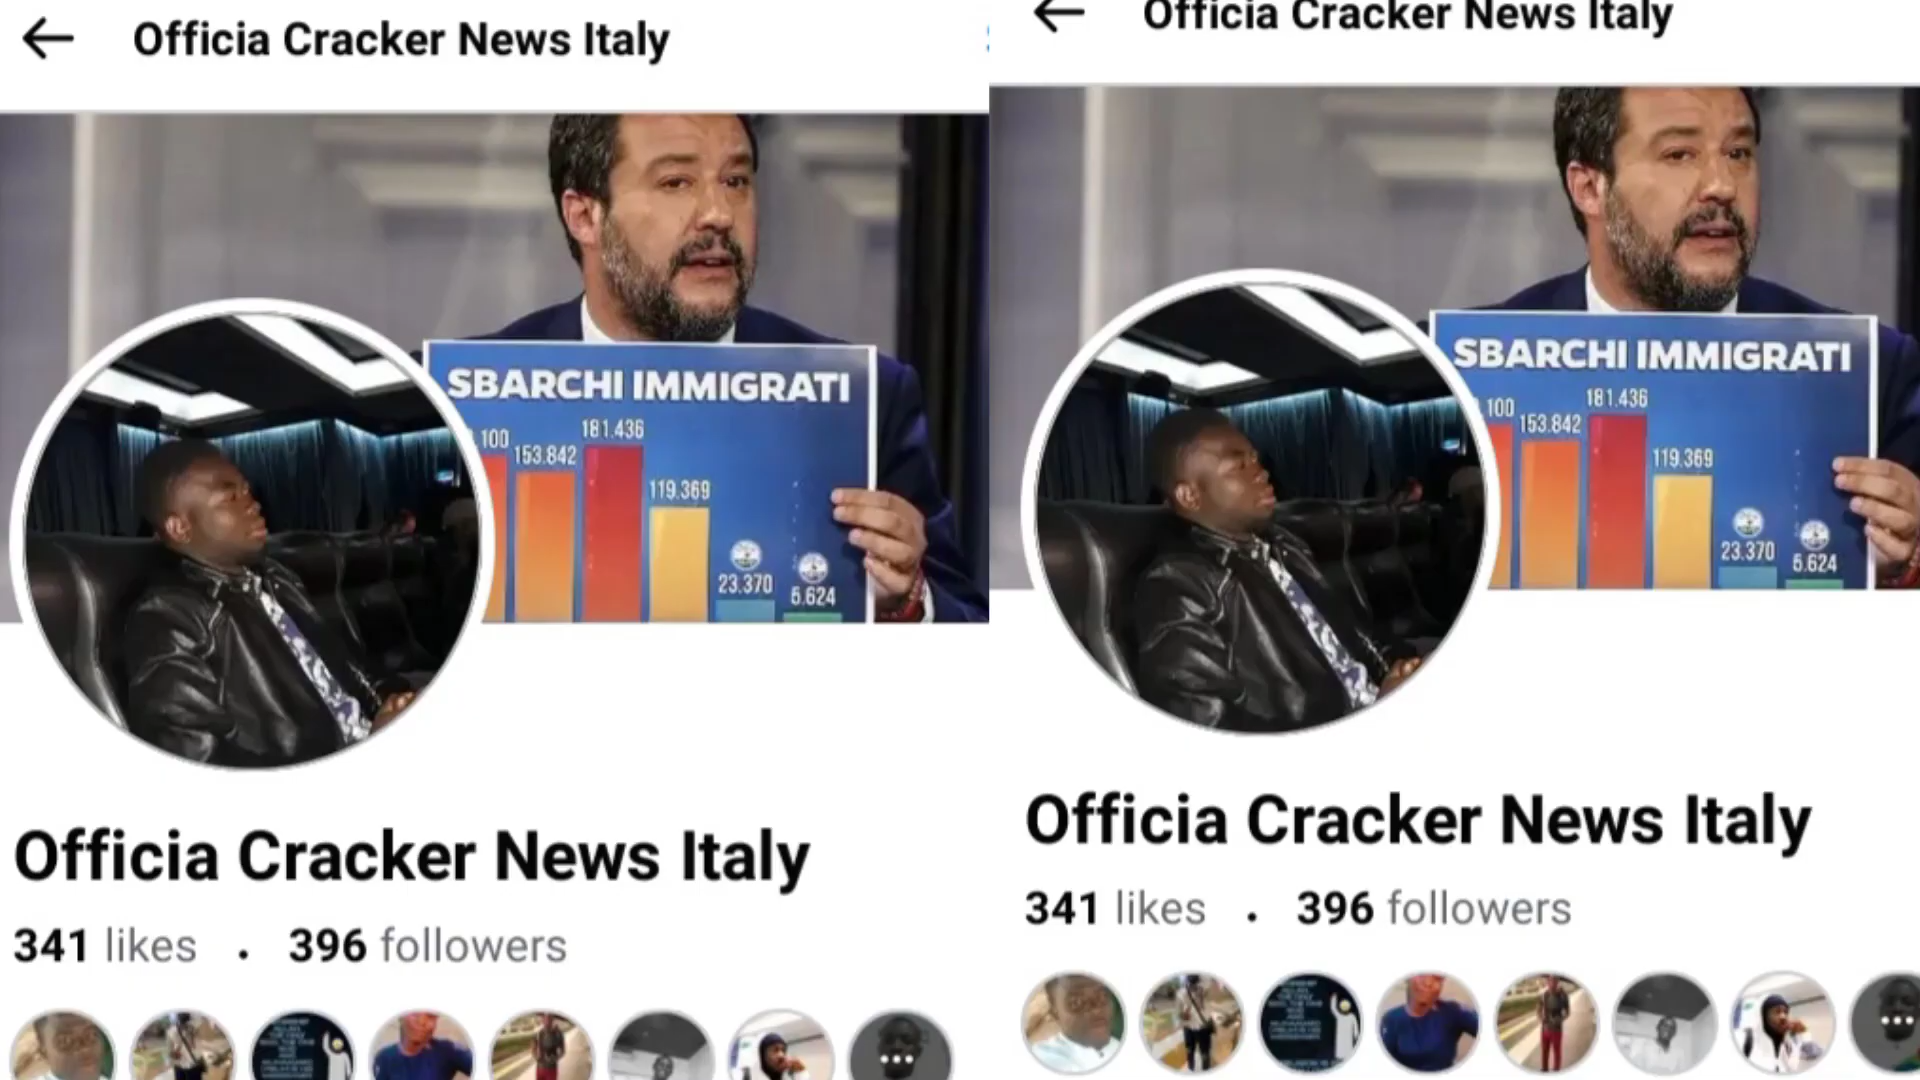 Officia Cracker News Italy
SBARCHI IMMIGRATI
100
153.842
181.436
119.369
23.370
5.624
Officia Cracker News Italy
341 likes . 396 followers
Officia Cracker News Italy
SBARCHI IMMIGRATI
100
153.842
181.436
119.369
23.370
5.624
Officia Cracker News Italy
341 likes . 396 followers